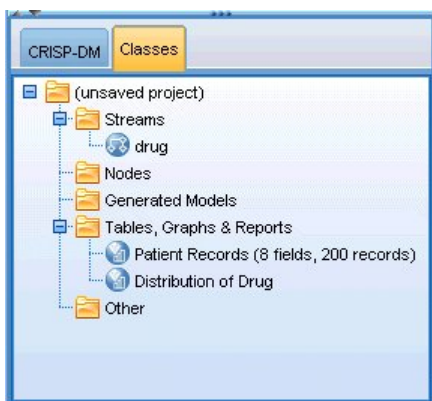 CRISP-DM Classes
(unsaved project)
Streams
drug
Nodes
Generated Models
Tables, Graphs & Reports
Patient Records (8 fields, 200 records)
Distribution of Drug
Other